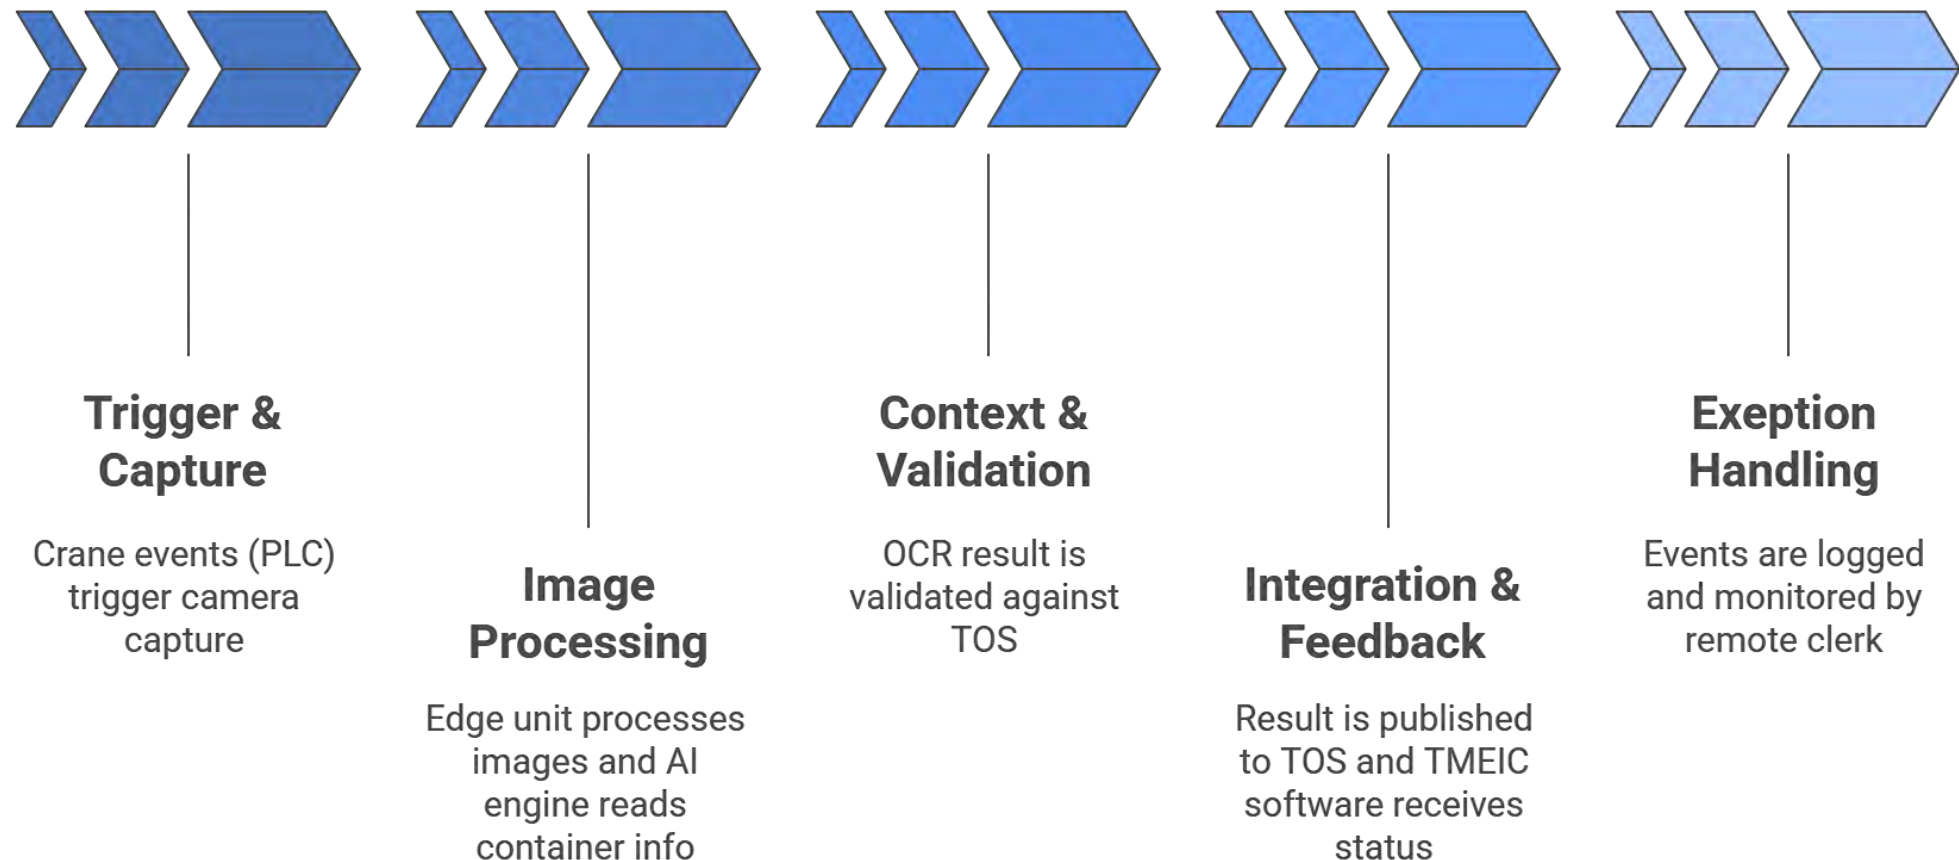 Trigger &
Capture
Crane events (PLC)
trigger camera
capture
Image
Processing
Edge unit processes
images and AI
engine reads
container info
Context &
Validation
OCR result is
validated against
TOS
Integration &
Feedback
Result is published
to TOS and TMEIC
software receives
status
Exeption
Handling
Events are logged
and monitored by
remote clerk